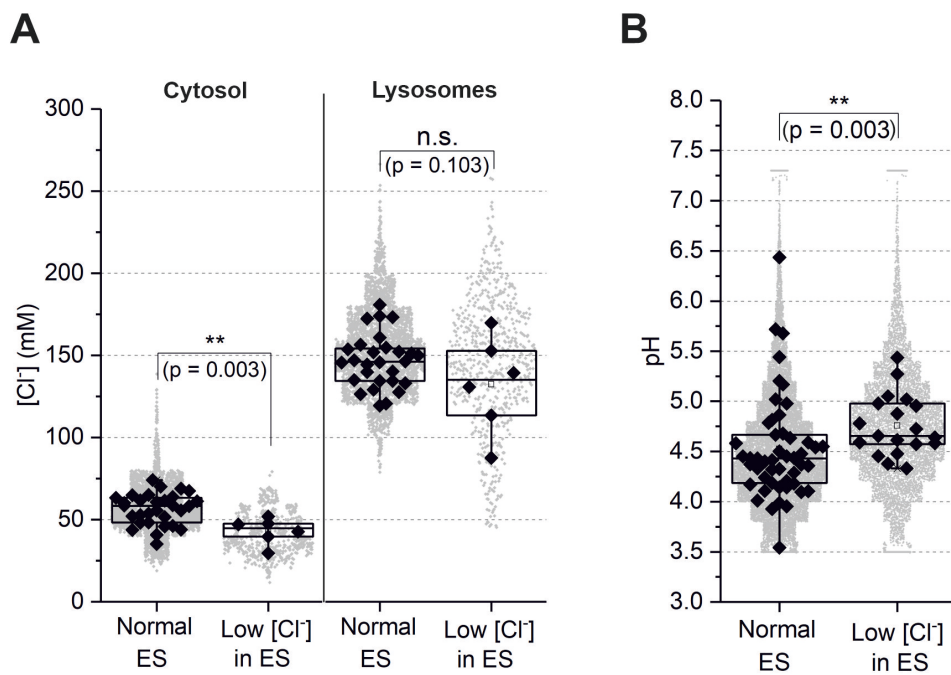 A
Cytosol
Lysosomes
[Cl⁻] (mM)
300
250
200
150
100
50
0
**
(p = 0.003)
n.s.
(p = 0.103)
Normal
ES
Low [Cl⁻]
in ES
Normal
ES
Low [Cl⁻]
in ES
B
pH
8.0
7.5
7.0
6.5
6.0
5.5
5.0
4.5
4.0
3.5
3.0
**
(p = 0.003)
Normal
ES
Low [Cl⁻]
in ES